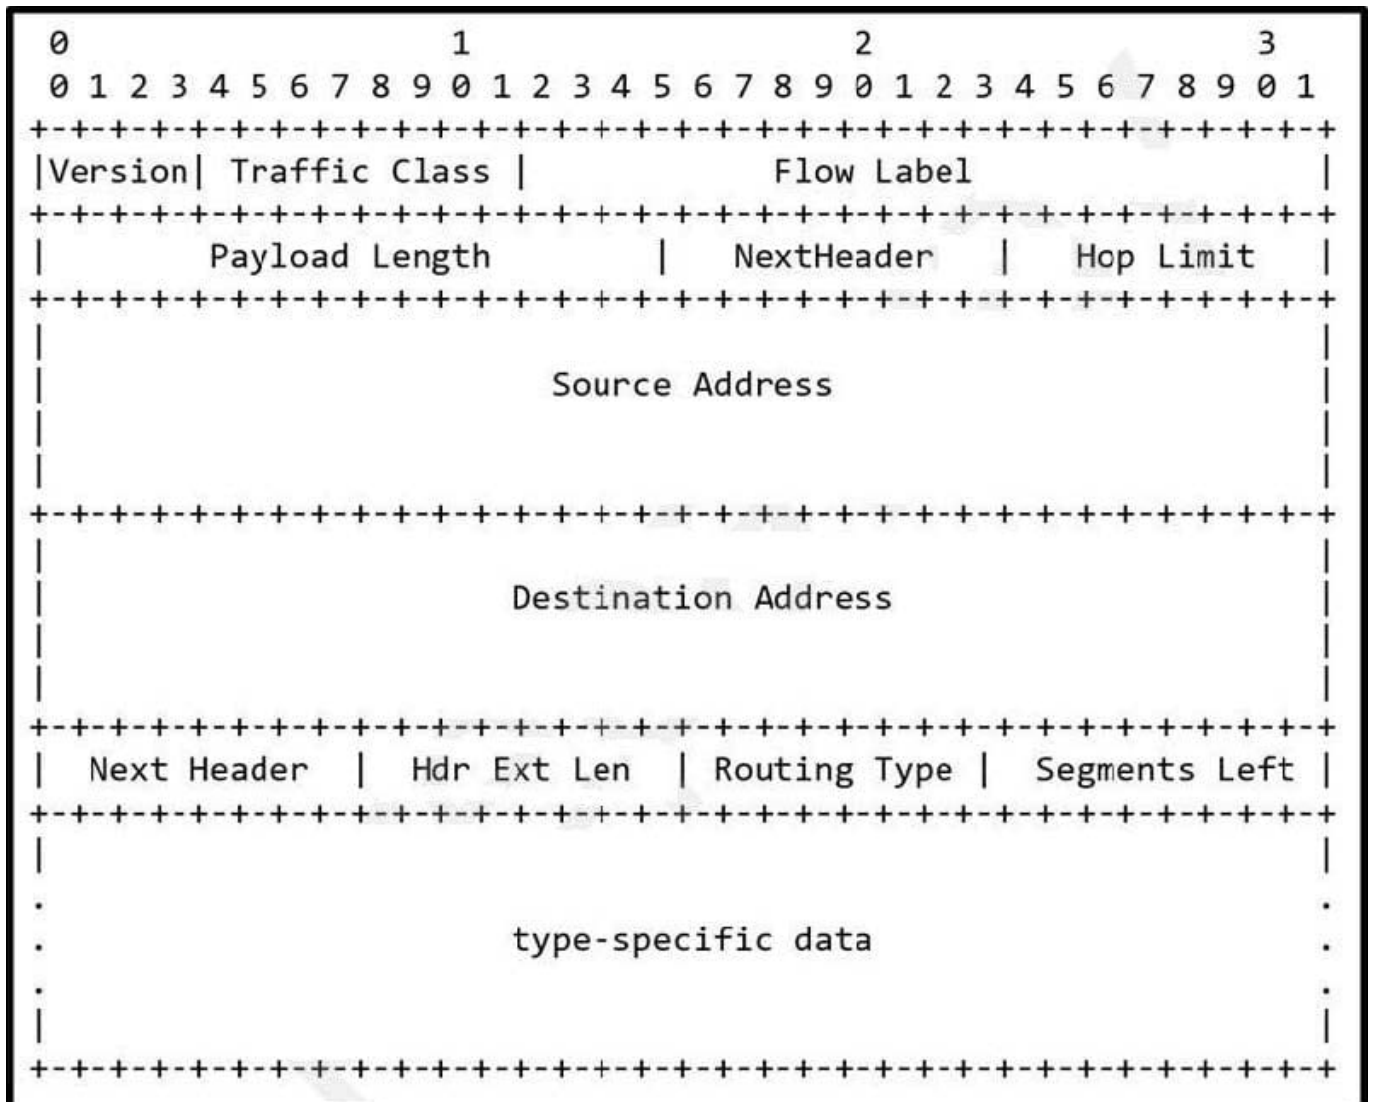 0                   1                   2                   3
 0 1 2 3 4 5 6 7 8 9 0 1 2 3 4 5 6 7 8 9 0 1 2 3 4 5 6 7 8 9 0 1
+-+-+-+-+-+-+-+-+-+-+-+-+-+-+-+-+-+-+-+-+-+-+-+-+-+-+-+-+-+-+-+-+
|Version| Traffic Class |            Flow Label                 |
+-+-+-+-+-+-+-+-+-+-+-+-+-+-+-+-+-+-+-+-+-+-+-+-+-+-+-+-+-+-+-+-+
|        Payload Length        |   NextHeader   |   Hop Limit   |
+-+-+-+-+-+-+-+-+-+-+-+-+-+-+-+-+-+-+-+-+-+-+-+-+-+-+-+-+-+-+-+-+
|                                                               |
|                         Source Address                        |
|                                                               |
|                                                               |
+-+-+-+-+-+-+-+-+-+-+-+-+-+-+-+-+-+-+-+-+-+-+-+-+-+-+-+-+-+-+-+-+
|                                                               |
|                       Destination Address                     |
|                                                               |
|                                                               |
+-+-+-+-+-+-+-+-+-+-+-+-+-+-+-+-+-+-+-+-+-+-+-+-+-+-+-+-+-+-+-+-+
|  Next Header  |  Hdr Ext Len  | Routing Type |  Segments Left |
+-+-+-+-+-+-+-+-+-+-+-+-+-+-+-+-+-+-+-+-+-+-+-+-+-+-+-+-+-+-+-+-+
|                                                               |
.                                                               .
.                       type-specific data                      .
.                                                               .
|                                                               |
+-+-+-+-+-+-+-+-+-+-+-+-+-+-+-+-+-+-+-+-+-+-+-+-+-+-+-+-+-+-+-+-+